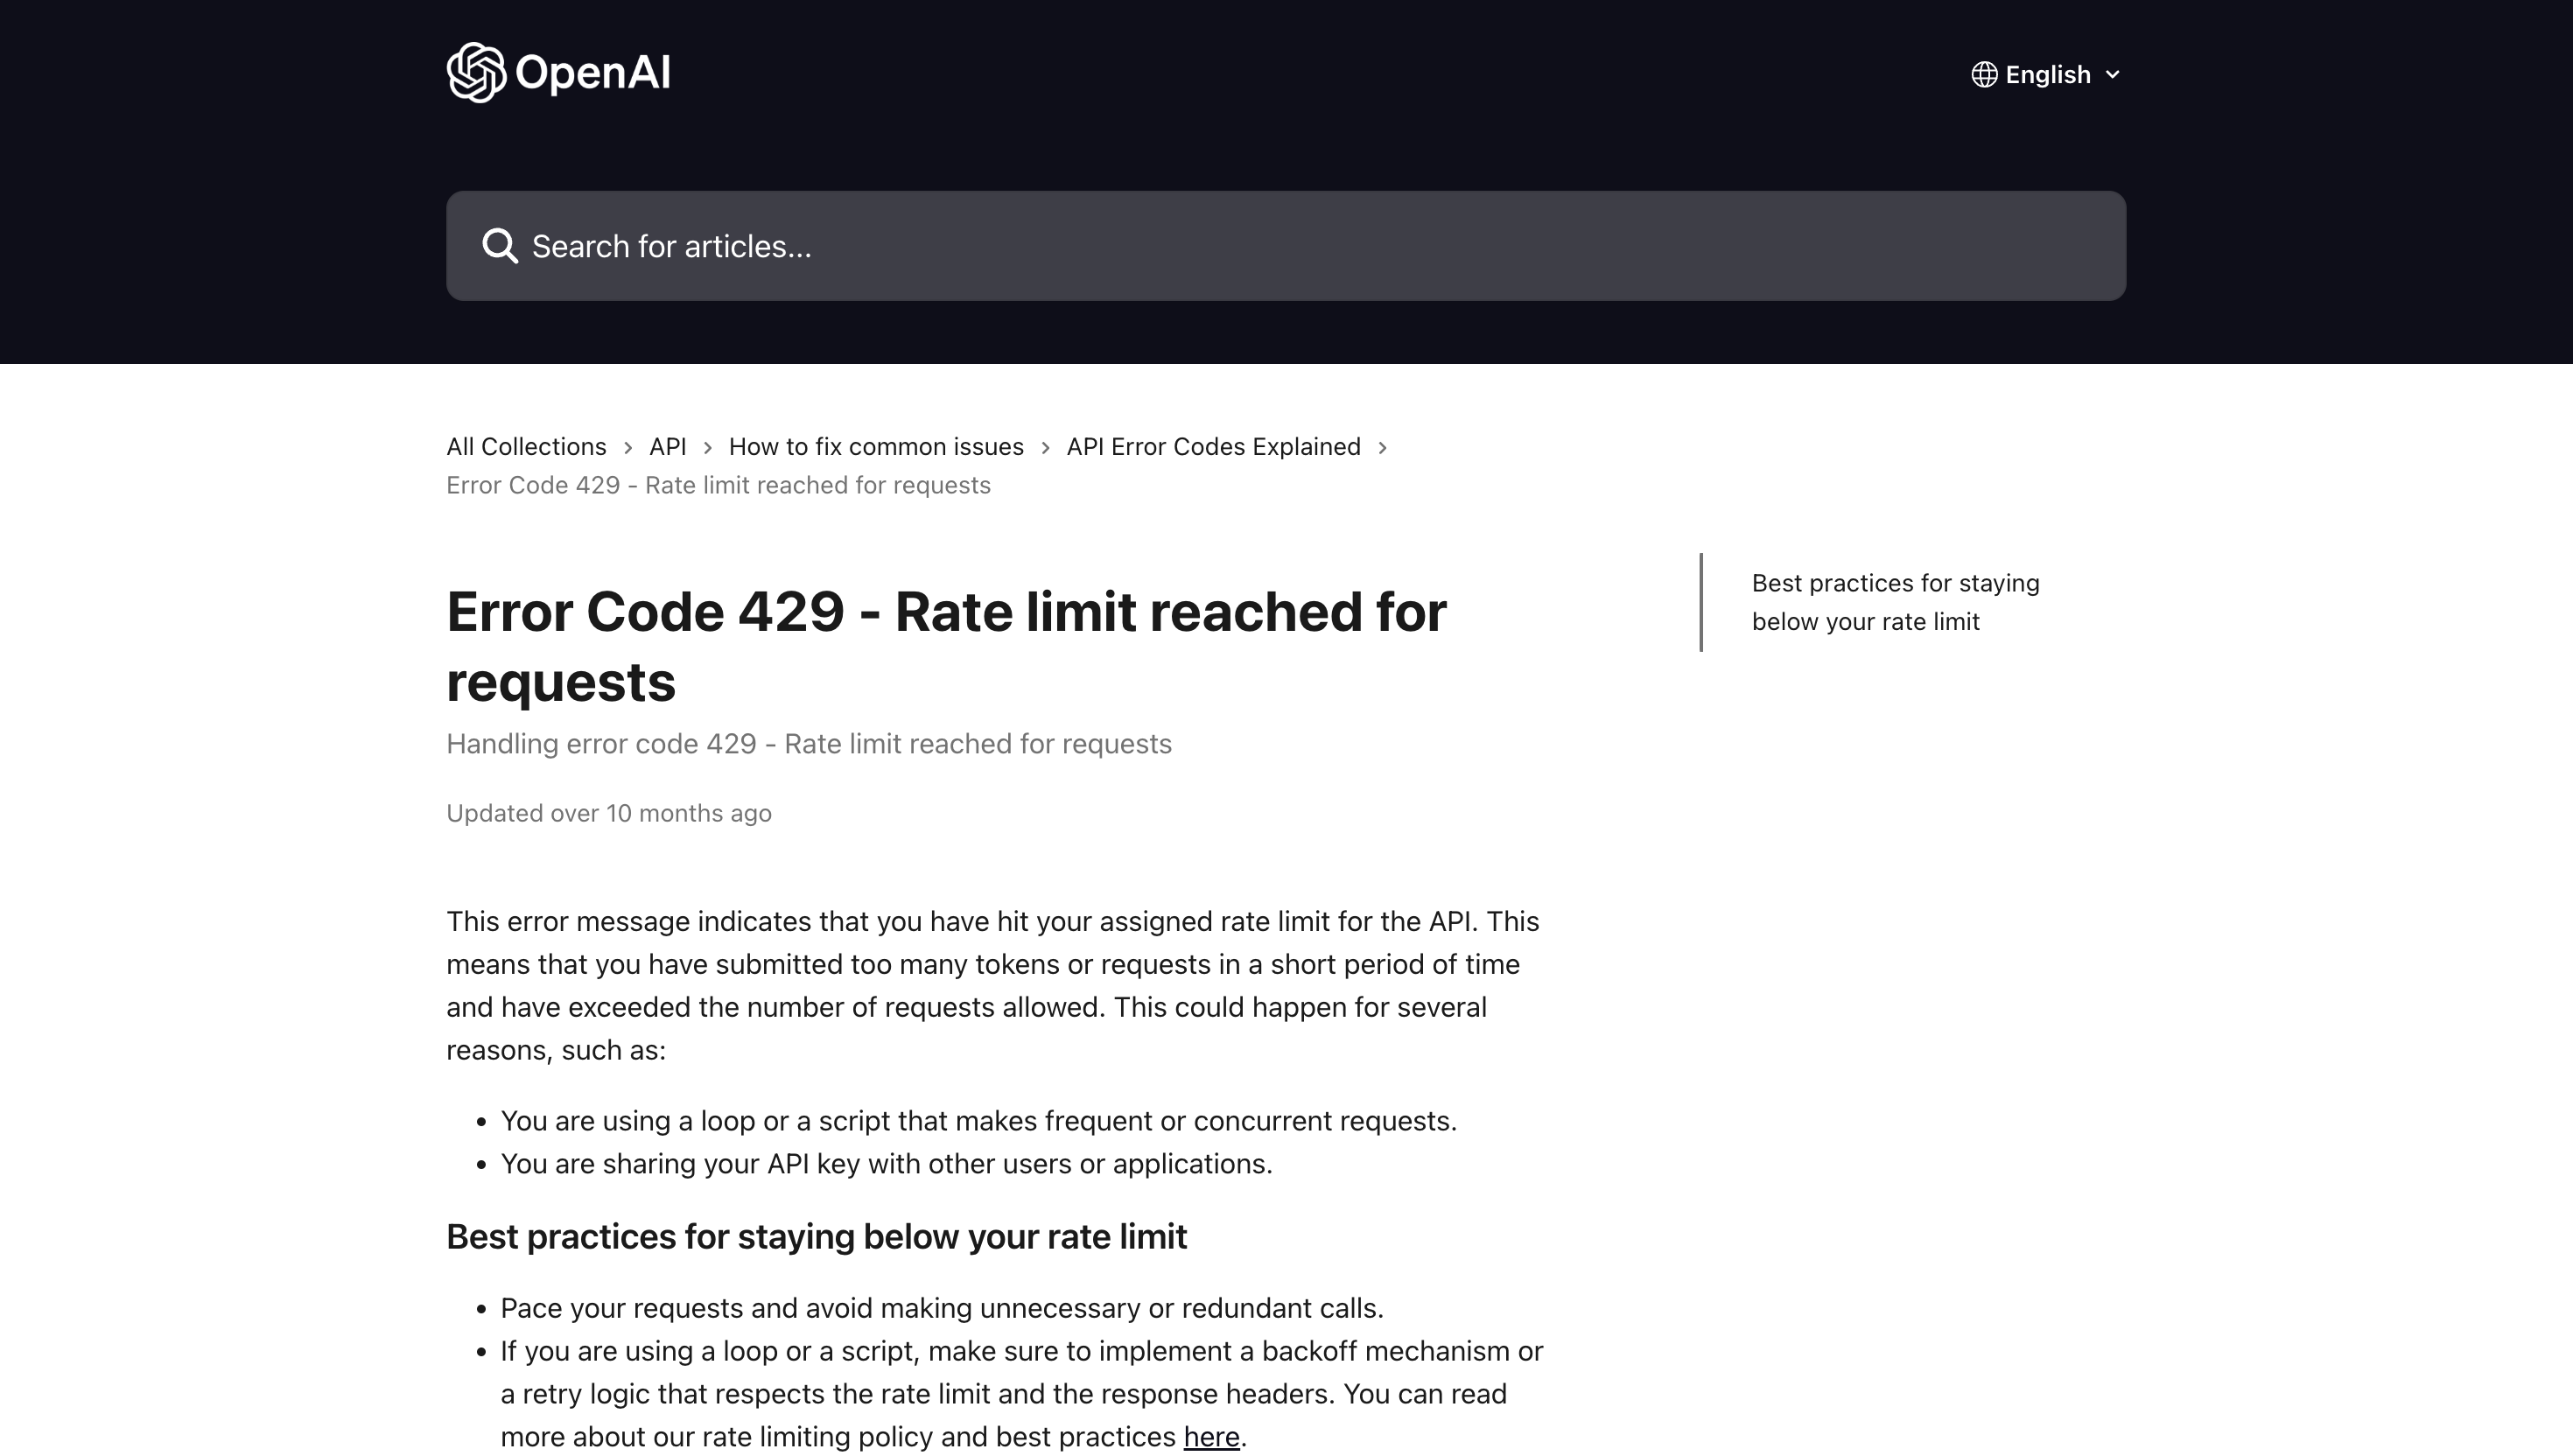 OpenAI
English
Search for articles...
All Collections > API > How to fix common issues > API Error Codes Explained >
Error Code 429 - Rate limit reached for requests
Error Code 429 - Rate limit reached for
requests
Handling error code 429 - Rate limit reached for requests
Updated over 10 months ago
This error message indicates that you have hit your assigned rate limit for the API. This
means that you have submitted too many tokens or requests in a short period of time
and have exceeded the number of requests allowed. This could happen for several
reasons, such as:
• You are using a loop or a script that makes frequent or concurrent requests.
• You are sharing your API key with other users or applications.
Best practices for staying below your rate limit
• Pace your requests and avoid making unnecessary or redundant calls.
• If you are using a loop or a script, make sure to implement a backoff mechanism or
a retry logic that respects the rate limit and the response headers. You can read
more about our rate limiting policy and best practices here.
Best practices for staying
below your rate limit